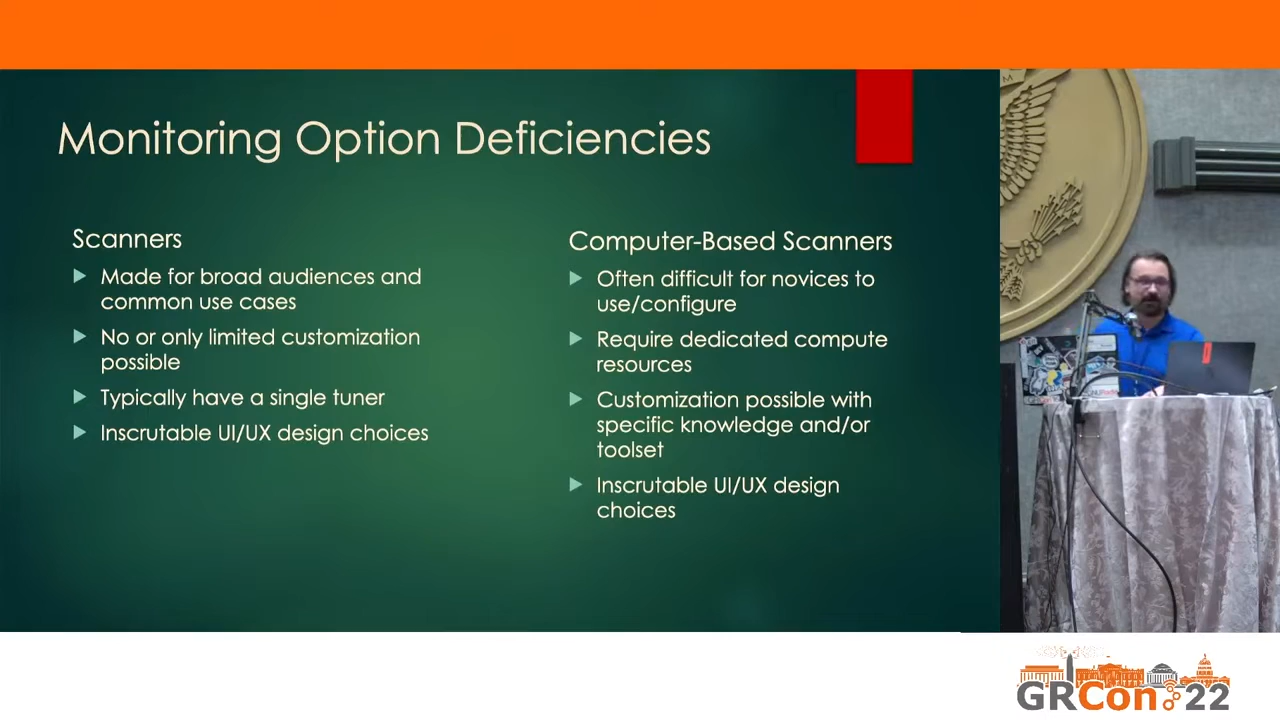 Monitoring Option Deficiencies
Scanners
Made for broad audiences and
common use cases
No or only limited customization
possible
Typically have a single tuner
Inscrutable UI/UX design choices
Computer-Based Scanners
Often difficult for novices to
use/configure
Require dedicated compute
resources
Customization possible with
specific knowledge and/or
toolset
Inscrutable UI/UX design
choices
M
GRCon 22